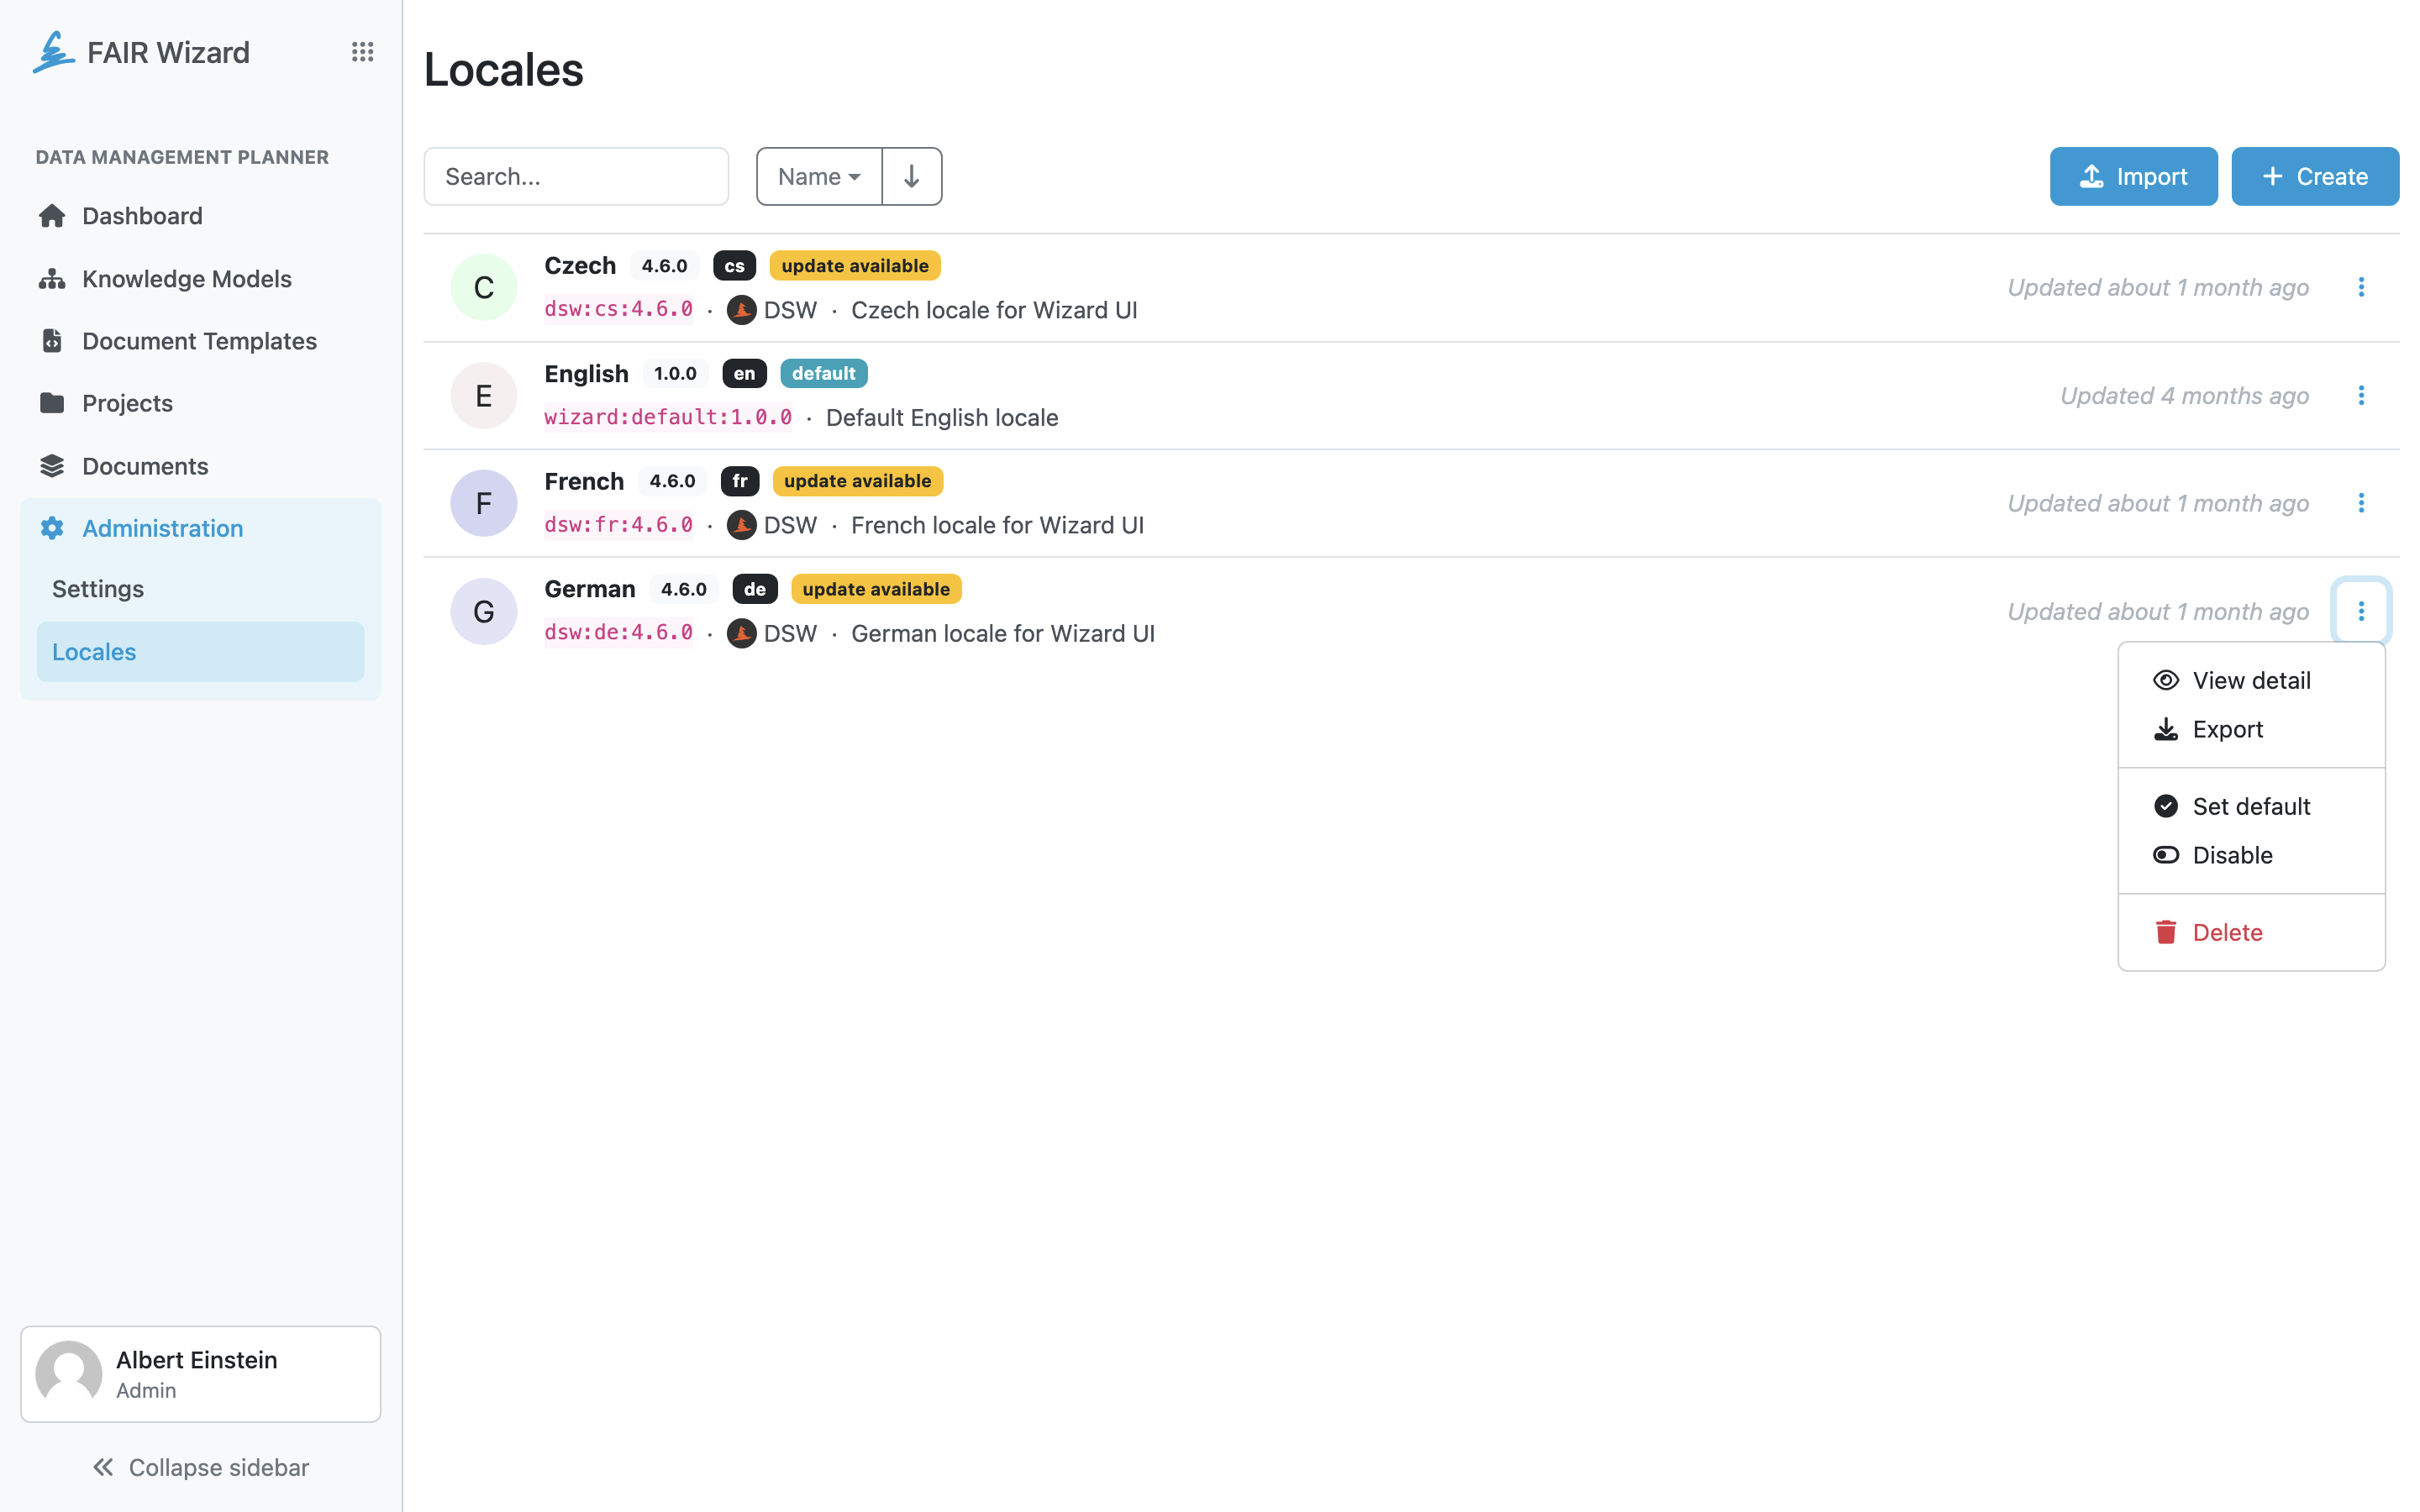 FAIR Wizard
DATA MANAGEMENT PLANNER
Dashboard
Knowledge Models
Document Templates
Projects
Documents
Administration
Settings
Locales
Albert Einstein
Admin
Collapse sidebar
Locales
Search...
Name
Import
Create
C
Czech 4.6.0 cs update available
dsw:cs:4.6.0 · DSW · Czech locale for Wizard UI
Updated about 1 month ago
E
English 1.0.0 en default
wizard:default:1.0.0 · Default English locale
Updated 4 months ago
F
French 4.6.0 fr update available
dsw:fr:4.6.0 · DSW · French locale for Wizard UI
Updated about 1 month ago
G
German 4.6.0 de update available
dsw:de:4.6.0 · DSW · German locale for Wizard UI
Updated about 1 month ago
View detail
Export
Set default
Disable
Delete